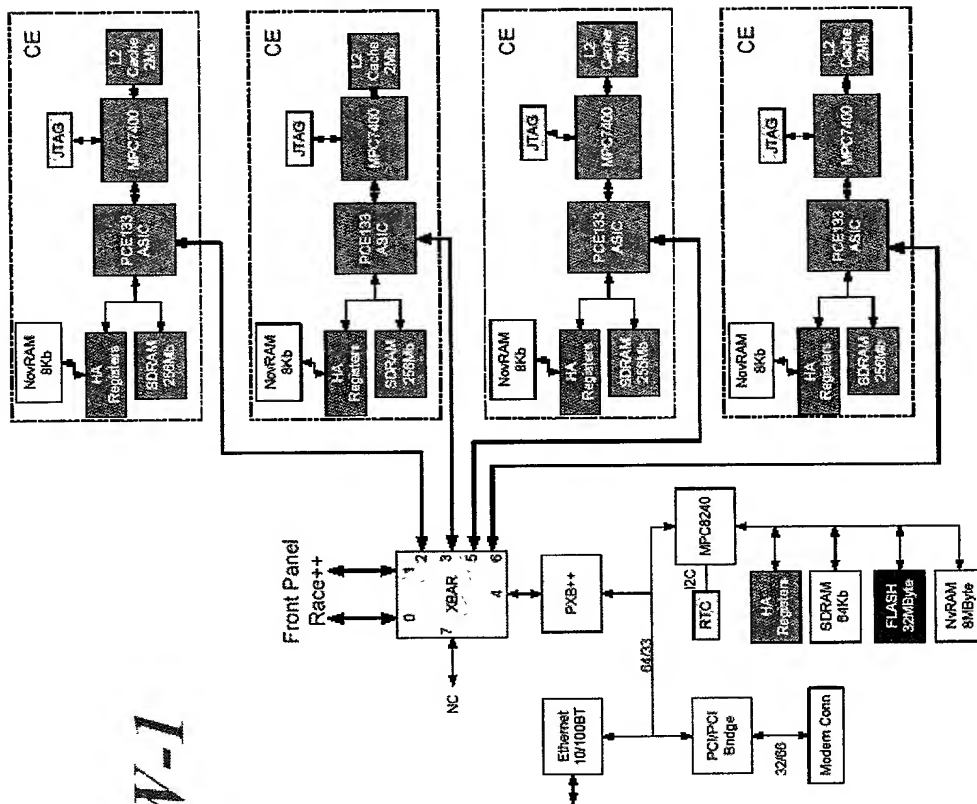 CE
L2
Cache
2Mb
JTAG
MPC7400
PCE133
ASIC
NovRAM
8Kb
HA
Registers
SDRAM
256Mb
CE
L2
Cache
2Mb
JTAG
MPC7400
PCE133
ASIC
NovRAM
8Kb
HA
Registers
SDRAM
256Mb
CE
L2
Cache
2Mb
JTAG
MPC7400
PCE133
ASIC
NovRAM
8Kb
HA
Registers
SDRAM
256Mb
CE
L2
Cache
2Mb
JTAG
MPC7400
PCE133
ASIC
NovRAM
8Kb
HA
Registers
SDRAM
256Mb
Front Panel
Race++
0
1
2
3
5
6
7
4
XBAR
NC
PXB++
64/33
MPC8240
I2C
RTC
HA
Registers
SDRAM
64Kb
FLASH
32MByte
NvRAM
8MByte
Ethernet
10/100BT
PCI/PCI
Bridge
32/66
Modem Conn
W-1